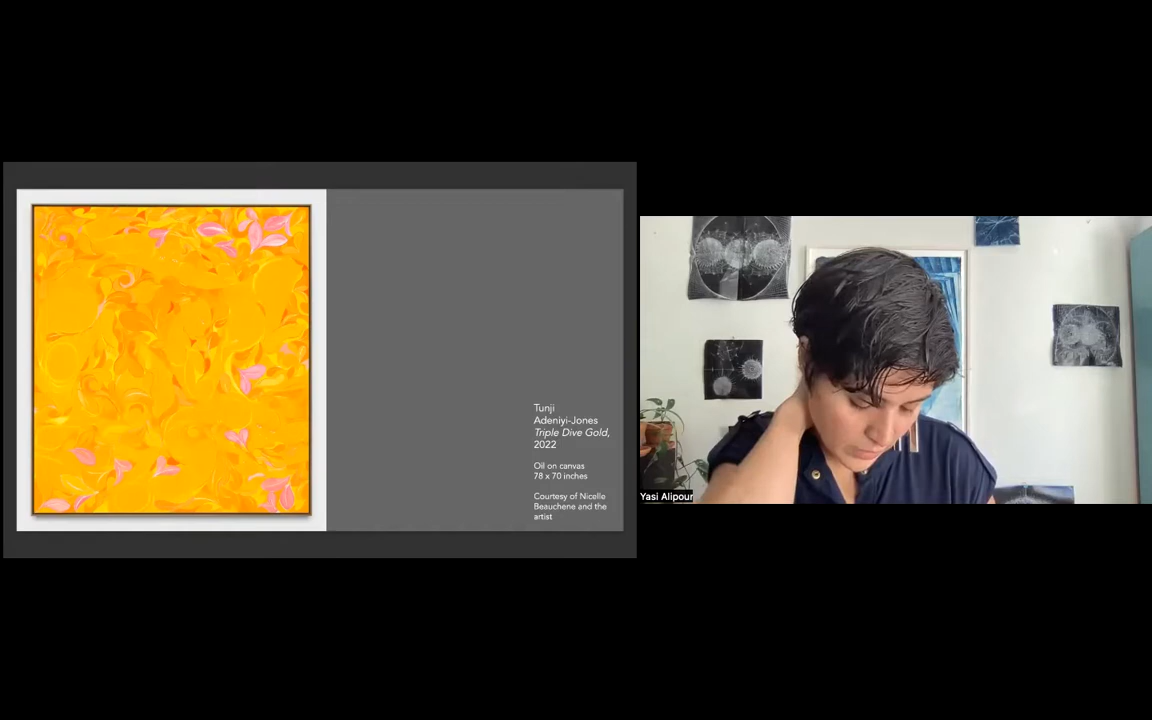 Tunji
Adeniyi-Jones
Triple Dive Gold,
2022
Oil on canvas
78 x 70 inches
Courtesy of Nicelle
Beauchene and the
artist
Yasi Alipour